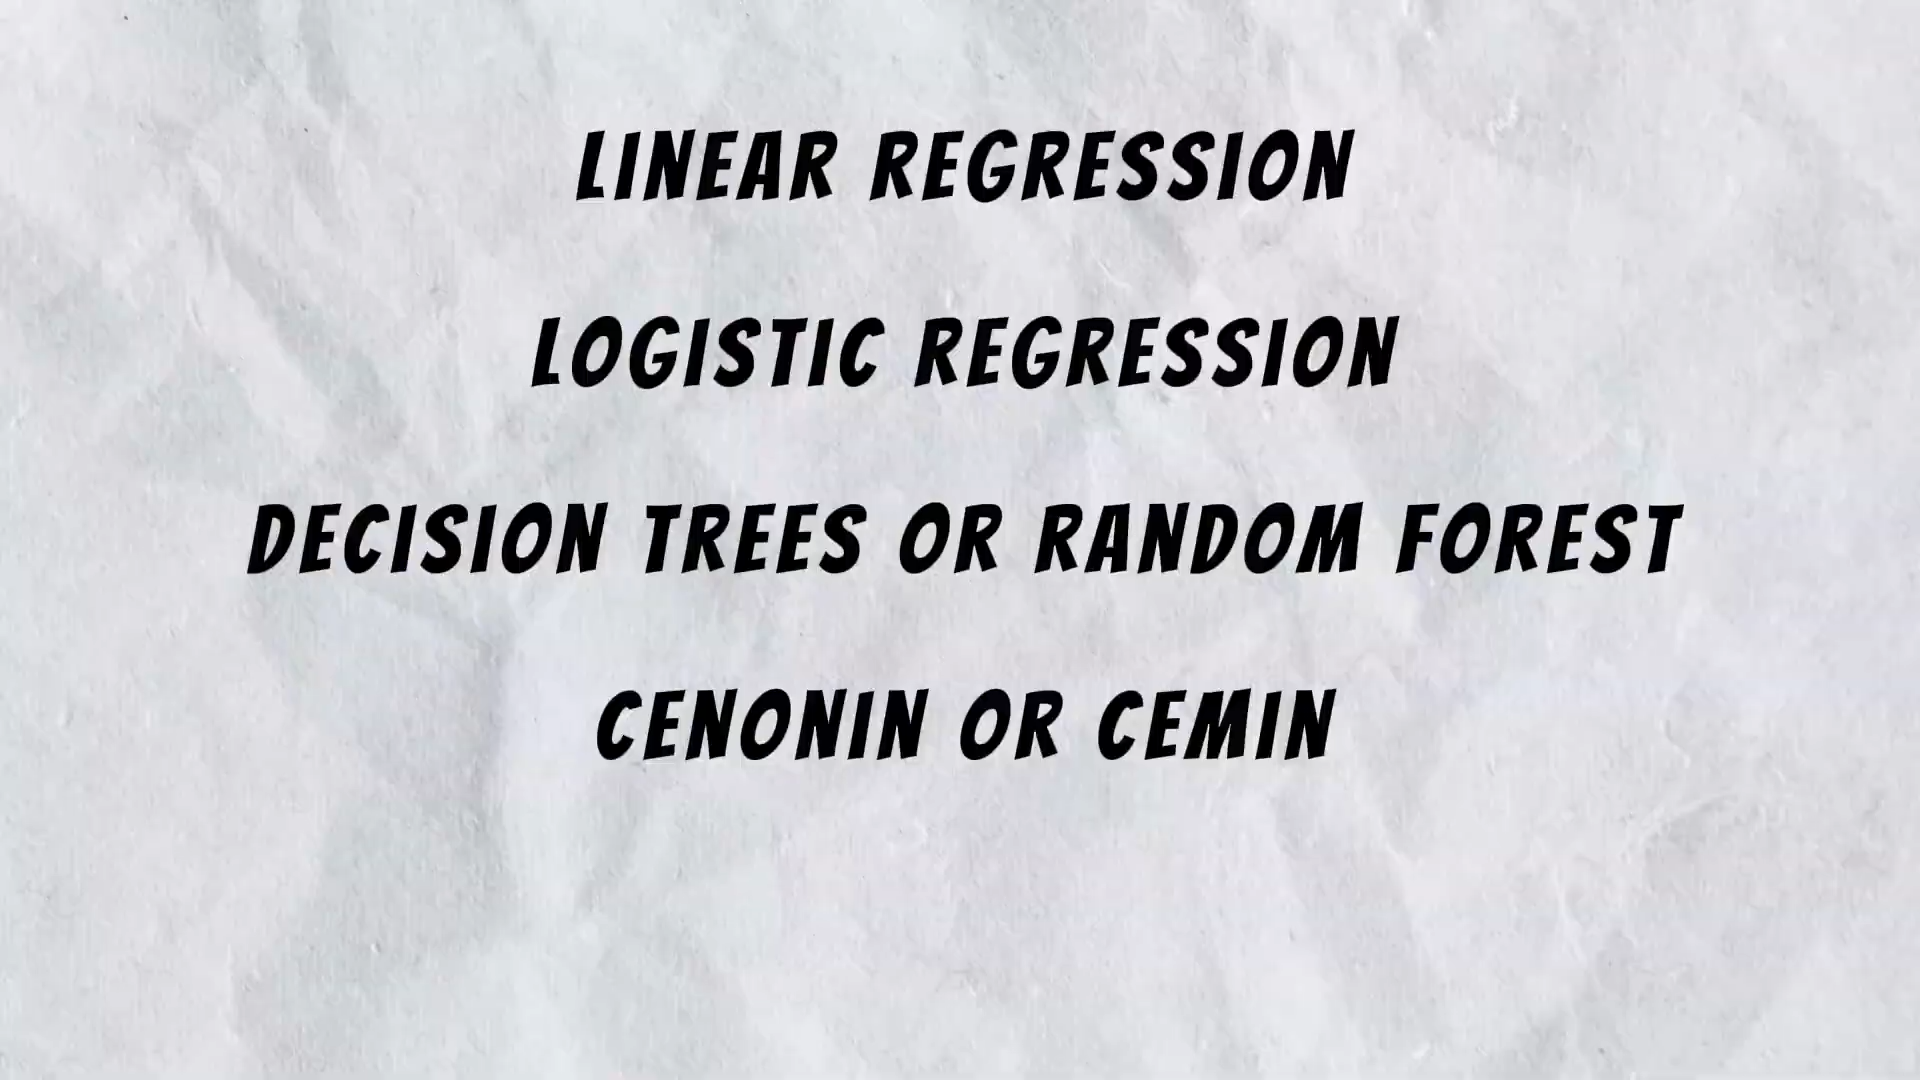 LINEAR REGRESSION
LOGISTIC REGRESSION
DECISION TREES OR RANDOM FOREST
CENONIN OR CEMIN